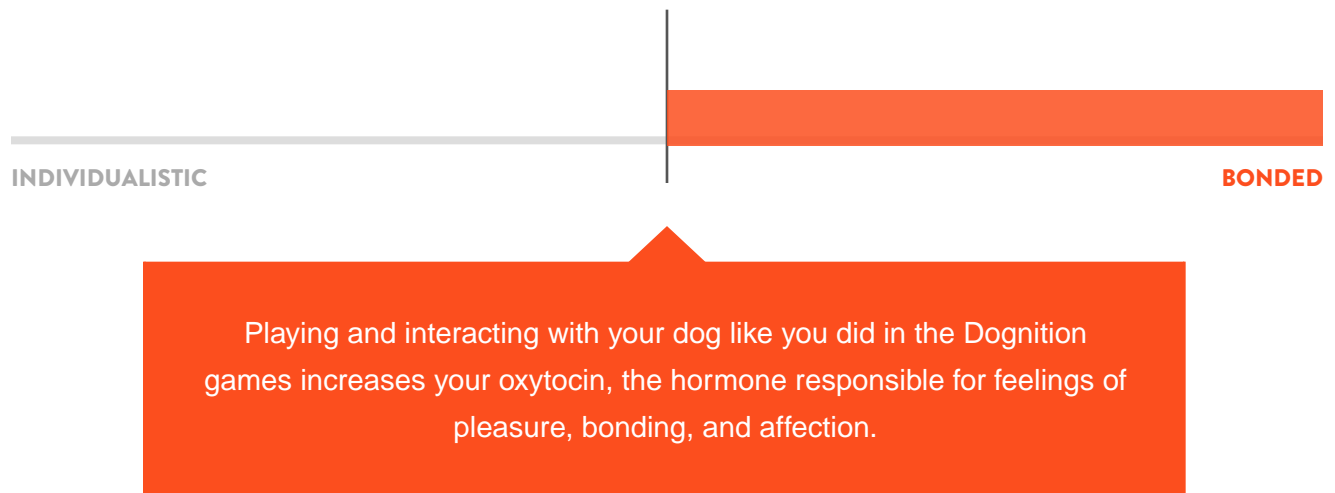 INDIVIDUALISTIC
BONDED
Playing and interacting with your dog like you did in the Dognition
games increases your oxytocin, the hormone responsible for feelings of
pleasure, bonding, and affection.